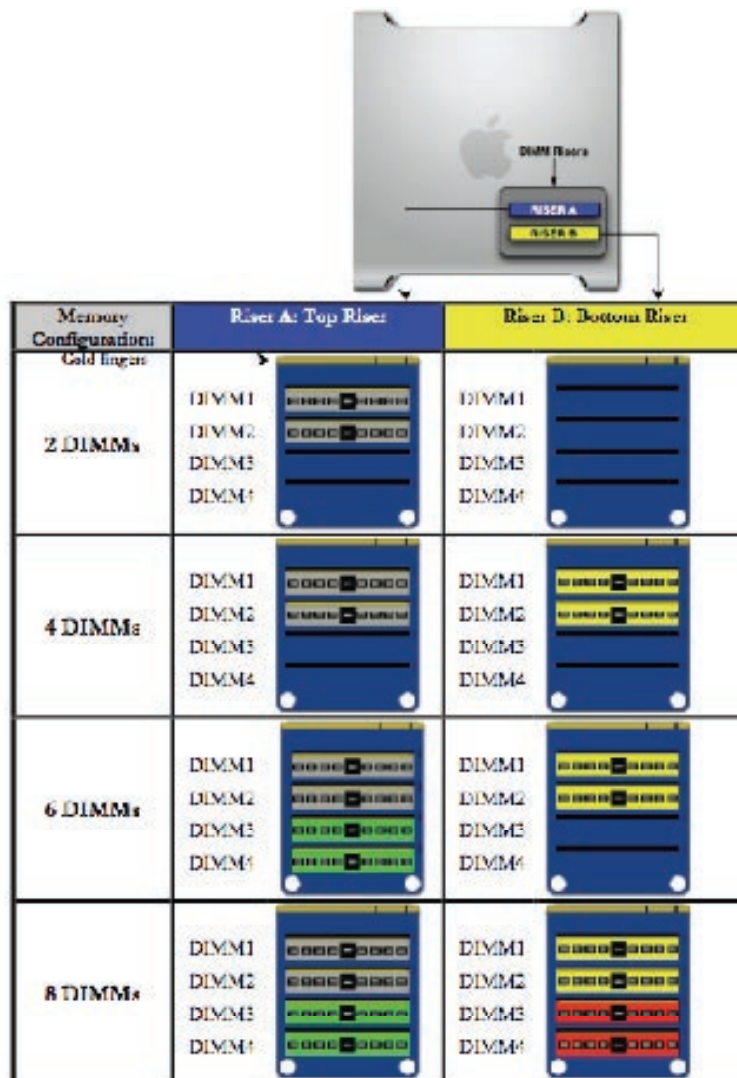 DIMM Risers
RISER A
RISER B
Memory Configuration:
Riser A: Top Riser
Riser B: Bottom Riser
Gold fingers
2 DIMMs
DIMM1
DIMM2
DIMM3
DIMM4
DIMM1
DIMM2
DIMM3
DIMM4
4 DIMMs
DIMM1
DIMM2
DIMM3
DIMM4
DIMM1
DIMM2
DIMM3
DIMM4
6 DIMMs
DIMM1
DIMM2
DIMM3
DIMM4
DIMM1
DIMM2
DIMM3
DIMM4
8 DIMMs
DIMM1
DIMM2
DIMM3
DIMM4
DIMM1
DIMM2
DIMM3
DIMM4